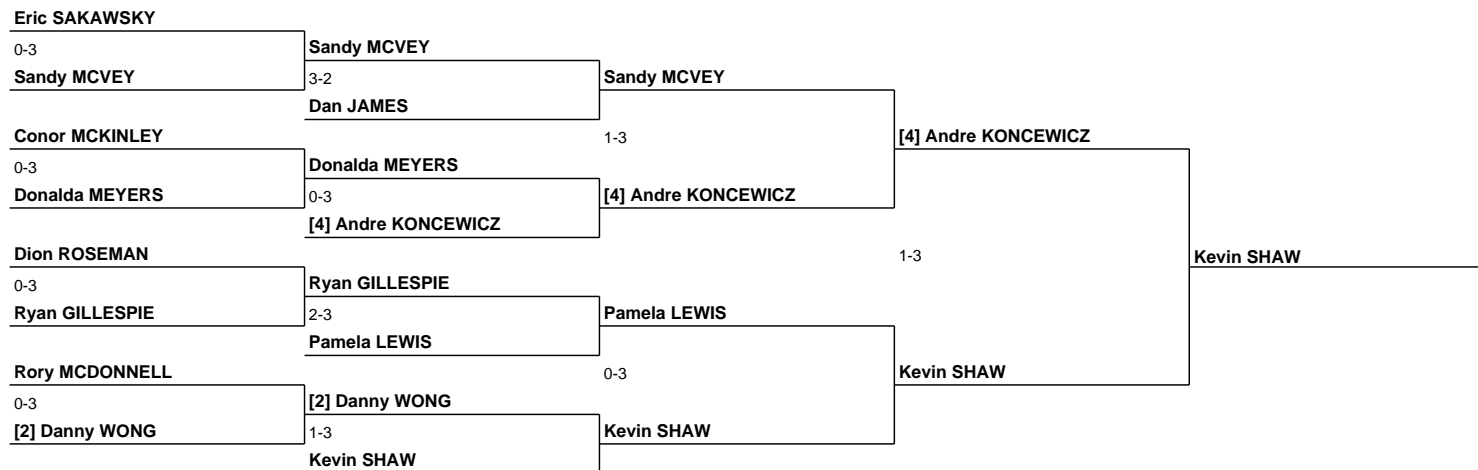 Eric SAKAWSKY
0-3
Sandy MCVEY
Sandy MCVEY
3-2
Dan JAMES
Sandy MCVEY
1-3
[4] Andre KONCEWICZ
Conor MCKINLEY
0-3
Donalda MEYERS
Donalda MEYERS
0-3
[4] Andre KONCEWICZ
[4] Andre KONCEWICZ
Dion ROSEMAN
0-3
Ryan GILLESPIE
Ryan GILLESPIE
2-3
Pamela LEWIS
Pamela LEWIS
0-3
1-3
Kevin SHAW
Rory MCDONNELL
0-3
[2] Danny WONG
[2] Danny WONG
1-3
Kevin SHAW
Kevin SHAW
Kevin SHAW